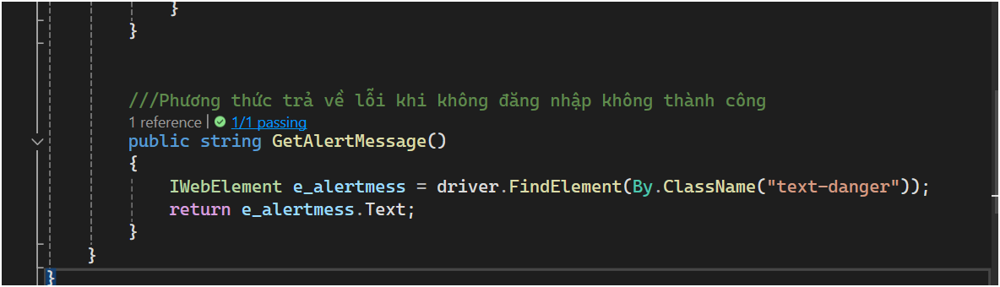 }
}
///Phương thức trả về lỗi khi không đăng nhập không thành công
1 reference | 1/1 passing
public string GetAlertMessage()
{
IWebElement e_alertmess = driver.FindElement(By.ClassName("text-danger"));
return e_alertmess.Text;
}
}
}